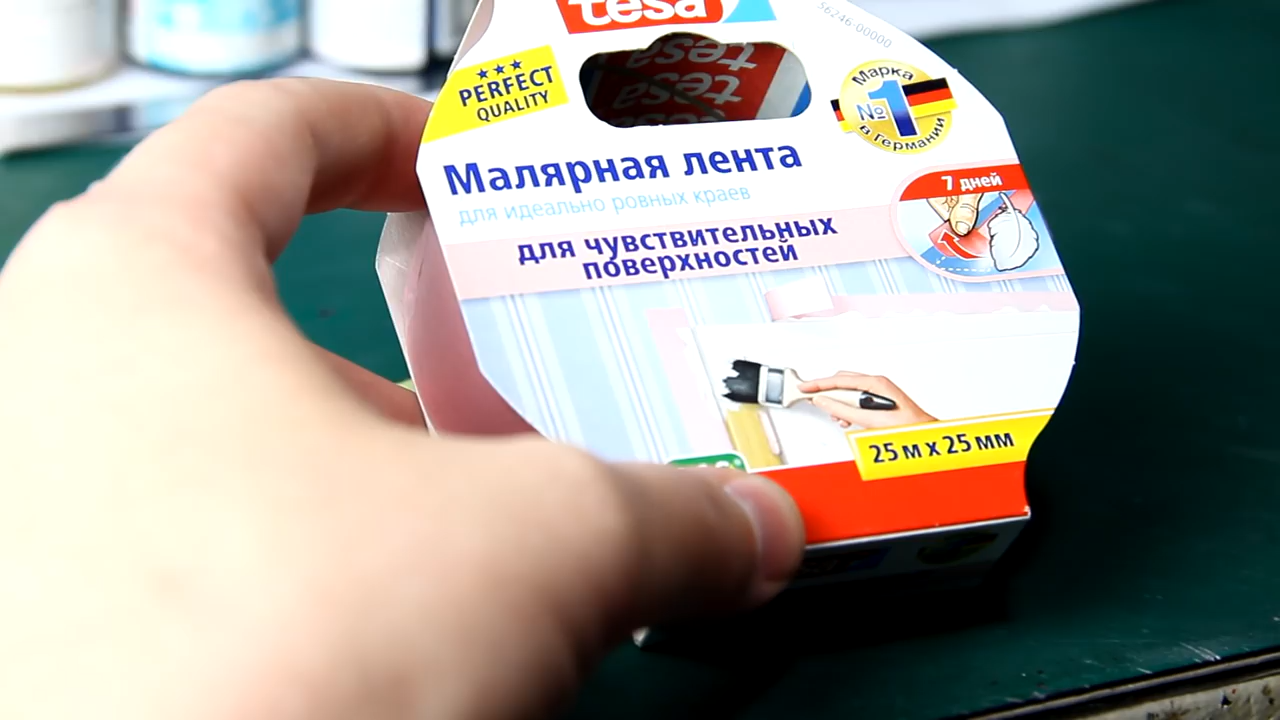 tesa
56246-00000
PERFECT
QUALITY
tesa
tesa
Марка
№1
в Германии
Малярная лента
для идеально ровных краев
7 дней
для чувствительных
поверхностей
25 м x 25 мм